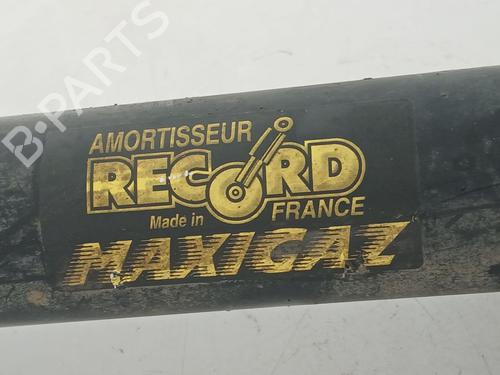 B-PARTS
AMORTISSEUR
RECORD
Made in FRANCE
MAXIGAZ